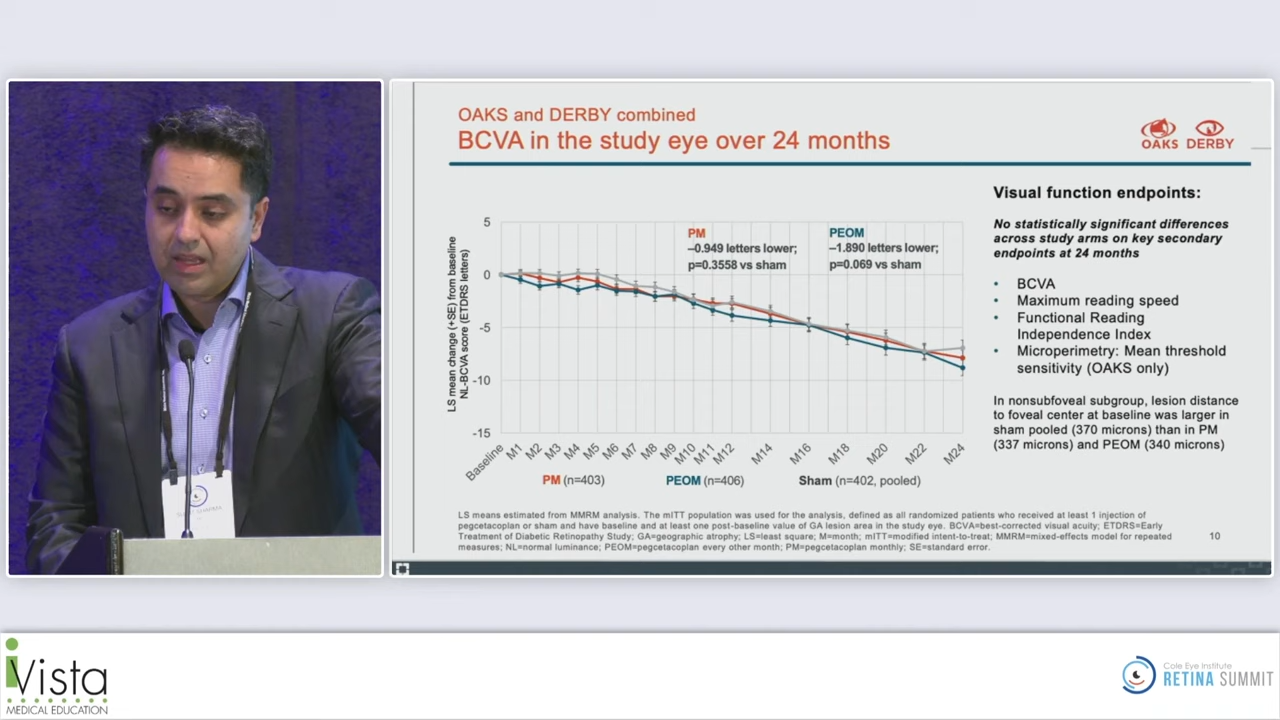 OAKS and DERBY combined
BCVA in the study eye over 24 months
OAKS DERBY
LS mean change (+SE) from baseline
NL-BCVA score (ETDRS letters)
5
0
-5
-10
-15
PM
–0.949 letters lower;
p=0.3558 vs sham
PEOM
–1.890 letters lower;
p=0.069 vs sham
Baseline M1 M2 M3 M4 M5 M6 M7 M8 M9 M10 M11 M12 M14 M16 M18 M20 M22 M24
PM (n=403) PEOM (n=406) Sham (n=402, pooled)
Visual function endpoints:
No statistically significant differences
across study arms on key secondary
endpoints at 24 months
• BCVA
• Maximum reading speed
• Functional Reading
Independence Index
• Microperimetry: Mean threshold
sensitivity (OAKS only)
In nonsubfoveal subgroup, lesion distance
to foveal center at baseline was larger in
sham pooled (370 microns) than in PM
(337 microns) and PEOM (340 microns)
LS means estimated from MMRM analysis. The mITT population was used for the analysis, defined as all randomized patients who received at least 1 injection of
pegcetacoplan or sham and have baseline and at least one post-baseline value of GA lesion area in the study eye. BCVA=best-corrected visual acuity; ETDRS=Early
Treatment of Diabetic Retinopathy Study; GA=geographic atrophy; LS=least square; M=month; mITT=modified intent-to-treat; MMRM=mixed-effects model for repeated
measures; NL=normal luminance; PEOM=pegcetacoplan every other month; PM=pegcetacoplan monthly; SE=standard error.
10
iVista
MEDICAL EDUCATION
Cole Eye Institute
RETINA SUMMIT